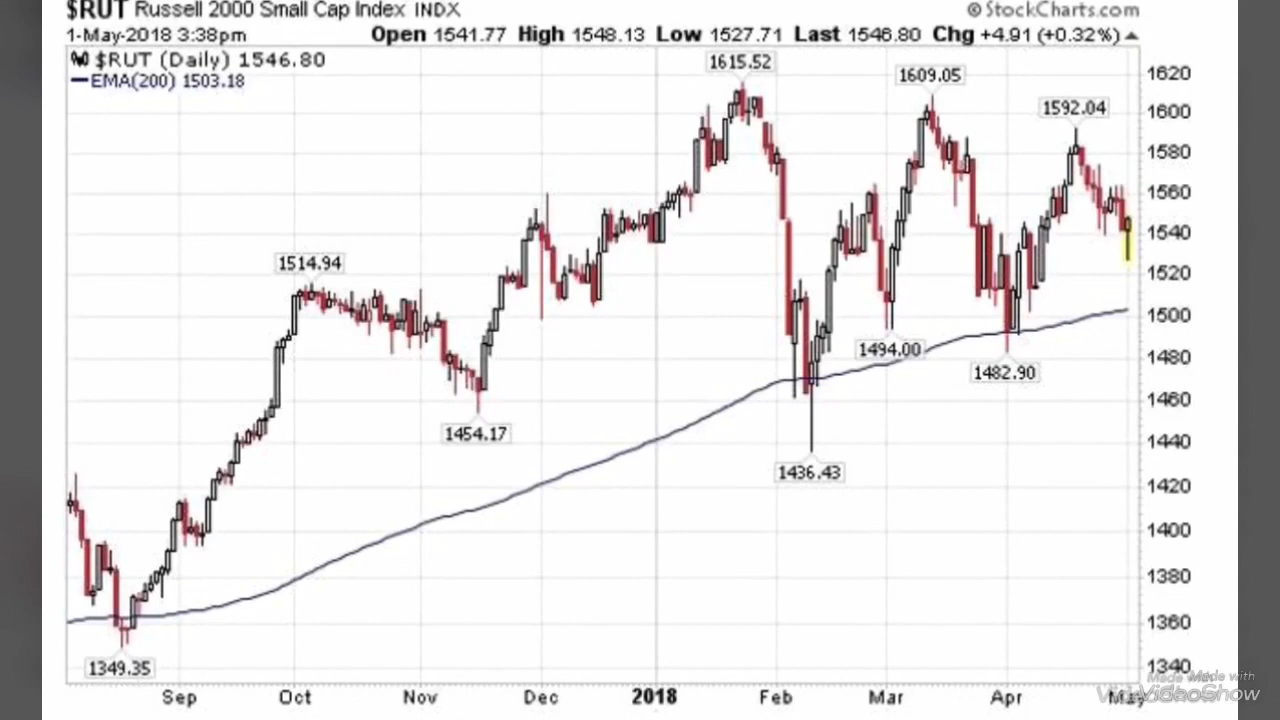 $RUT Russell 2000 Small Cap Index INDX
© StockCharts.com
1-May-2018 3:38pm
Open 1541.77 High 1548.13 Low 1527.71 Last 1546.80 Chg +4.91 (+0.32%)
$RUT (Daily) 1546.80
EMA(200) 1503.18
1615.52
1609.05
1592.04
1514.94
1494.00
1482.90
1454.17
1436.43
1349.35
1620
1600
1580
1560
1540
1520
1500
1480
1460
1440
1420
1400
1380
1360
1340
Sep Oct Nov Dec 2018 Feb Mar Apr May
Made with
VideoShow